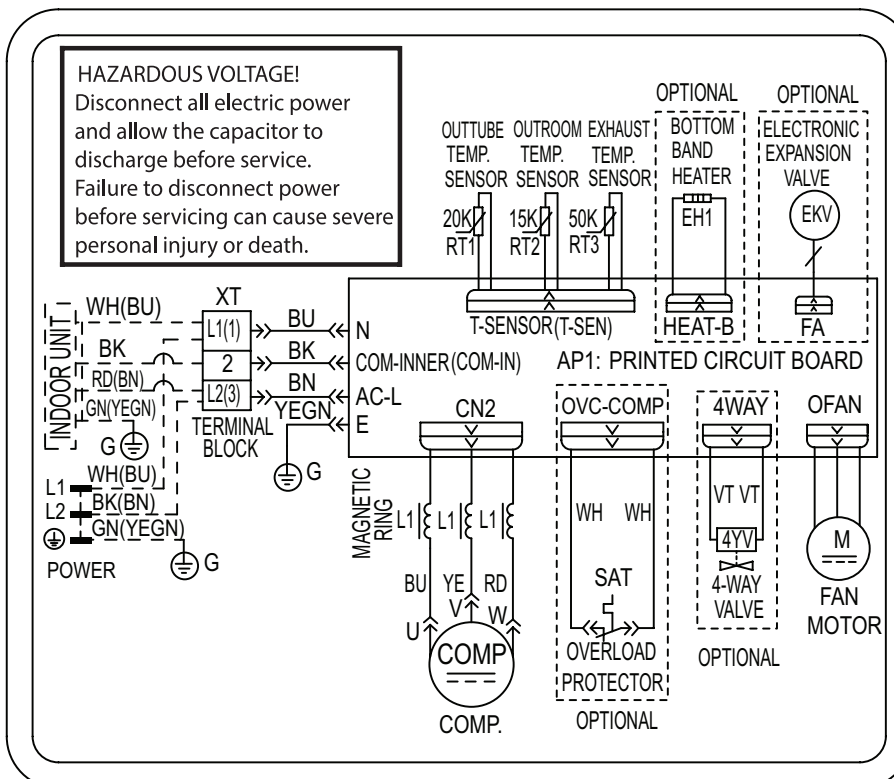 HAZARDOUS VOLTAGE!
Disconnect all electric power
and allow the capacitor to
discharge before service.
Failure to disconnect power
before servicing can cause severe
personal injury or death.
OPTIONAL
OPTIONAL
OUTTUBE
TEMP.
SENSOR
OUTROOM
TEMP.
SENSOR
EXHAUST
TEMP.
SENSOR
BOTTOM
BAND
HEATER
ELECTRONIC
EXPANSION
VALVE
20K
RT1
15K
RT2
50K
RT3
EH1
EKV
T-SENSOR(T-SEN)
HEAT-B
FA
INDOOR UNIT
WH(BU)
BK
RD(BN)
GN(YEGN)
G
XT
L1(1)
2
L2(3)
TERMINAL
BLOCK
BU
BK
BN
YEGN
G
N
COM-INNER(COM-IN)
AC-L
E
AP1: PRINTED CIRCUIT BOARD
L1
L2
POWER
WH(BU)
BK(BN)
GN(YEGN)
G
CN2
OVC-COMP
4WAY
OFAN
MAGNETIC
RING
L1
L1
L1
BU
YE
RD
U
V
W
COMP
COMP.
WH
WH
SAT
OVERLOAD
PROTECTOR
OPTIONAL
VT VT
4YV
4-WAY
VALVE
OPTIONAL
M
FAN
MOTOR